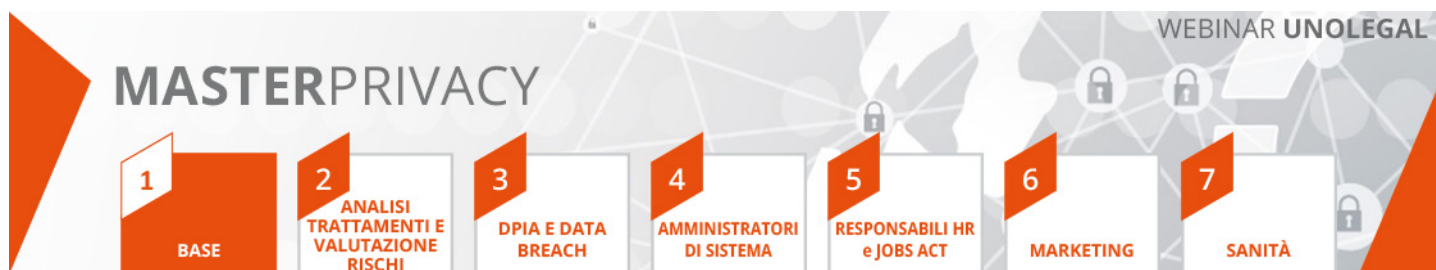 WEBINAR UNOLEGAL
MASTERPRIVACY
1
BASE
2
ANALISI
TRATTAMENTI E
VALUTAZIONE
RISCHI
3
DPIA E DATA
BREACH
4
AMMINISTRATORI
DI SISTEMA
5
RESPONSABILI HR
e JOBS ACT
6
MARKETING
7
SANITÀ